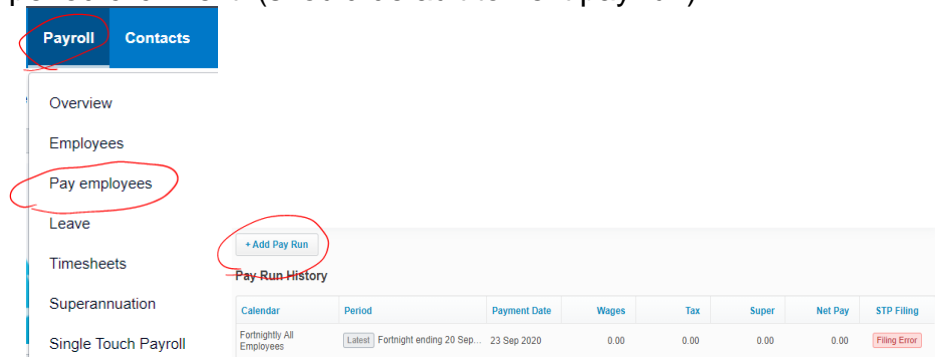 Payroll Contacts
Overview
Employees
Pay employees
Leave
Timesheets
Superannuation
Single Touch Payroll
+ Add Pay Run
Pay Run History
Calendar Period Payment Date Wages Tax Super Net Pay STP Filing
Fortnightly All Employees Latest Fortnight ending 20 Sep... 23 Sep 2020 0.00 0.00 0.00 0.00 Filing Error